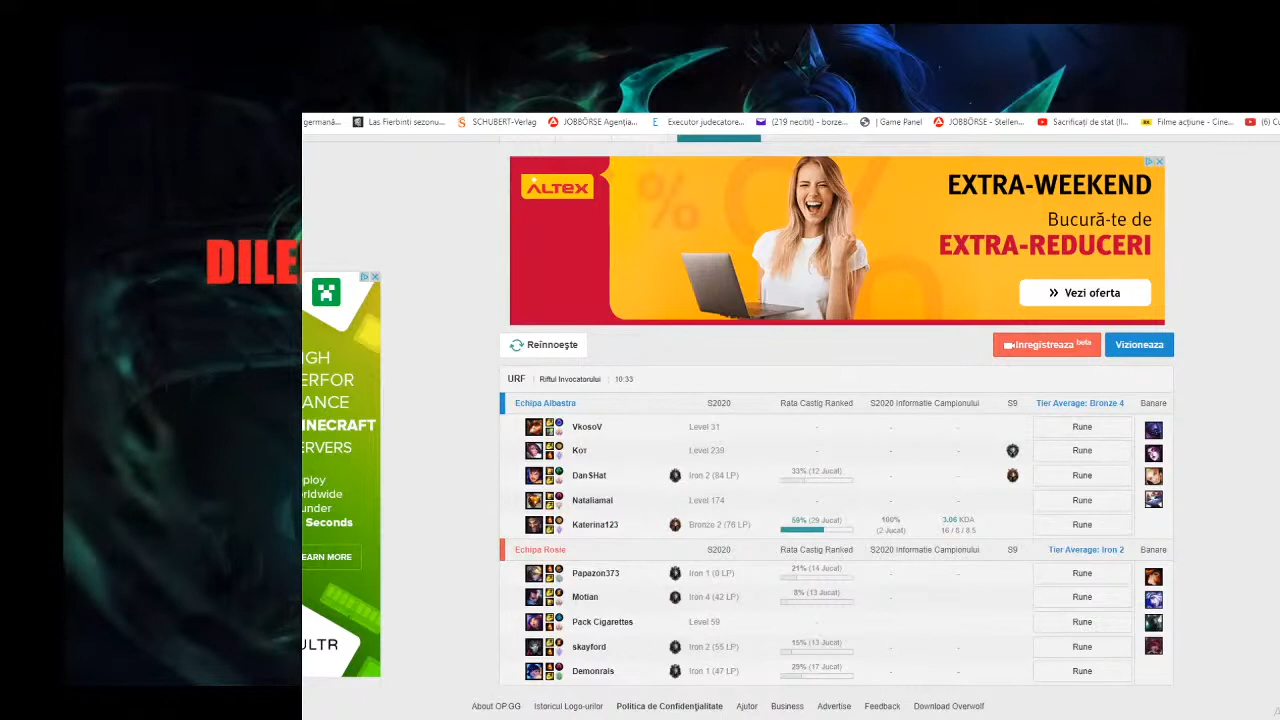 germană...
Las Fierbinti sezonu...
SCHUBERT-Verlag
JOBBÖRSE Agenția...
Executor judecatore...
(219 necitit) - borze...
| Game Panel
JOBBÖRSE - Stellen...
Sacrificați de stat (Il...
Filme acțiune - Cine...
ALTEX
%
EXTRA-WEEKEND
Bucură-te de
EXTRA-REDUCERI
Vezi oferta
DILE
IGH
ERFOR
ANCE
INECRAFT
ERVERS
ploy
orldwide
under
Seconds
EARN MORE
ULTR
Reînnoește
Inregistreaza beta
Vizioneaza
URF | Riftul Invocatorului | 10:33
Echipa Albastra S2020 Rata Castig Ranked S2020 Informatie Campionului S9 Tier Average: Bronze 4 Banare
VkosoV Level 31 - - - Rune
Кот Level 239 - - - Rune
DanSHat Iron 2 (84 LP) 33% (12 Jucat) - - Rune
Nataliamal Level 174 - - - Rune
Katerina123 Bronze 2 (76 LP) 59% (29 Jucat) 100% (2 Jucat) 3.06 KDA 16 / 8 / 8.5 Rune
Echipa Rosie S2020 Rata Castig Ranked S2020 Informatie Campionului S9 Tier Average: Iron 2 Banare
Papazon373 Iron 1 (0 LP) 21% (14 Jucat) - - Rune
Motian Iron 4 (42 LP) 8% (13 Jucat) - - Rune
Pack Cigarettes Level 59 - - - Rune
skayford Iron 2 (55 LP) 15% (13 Jucat) - - Rune
Demonrals Iron 1 (47 LP) 29% (17 Jucat) - - Rune
About OP.GG Istoricul Logo-urilor Politica de Confidențialitate Ajutor Business Advertise Feedback Download Overwolf